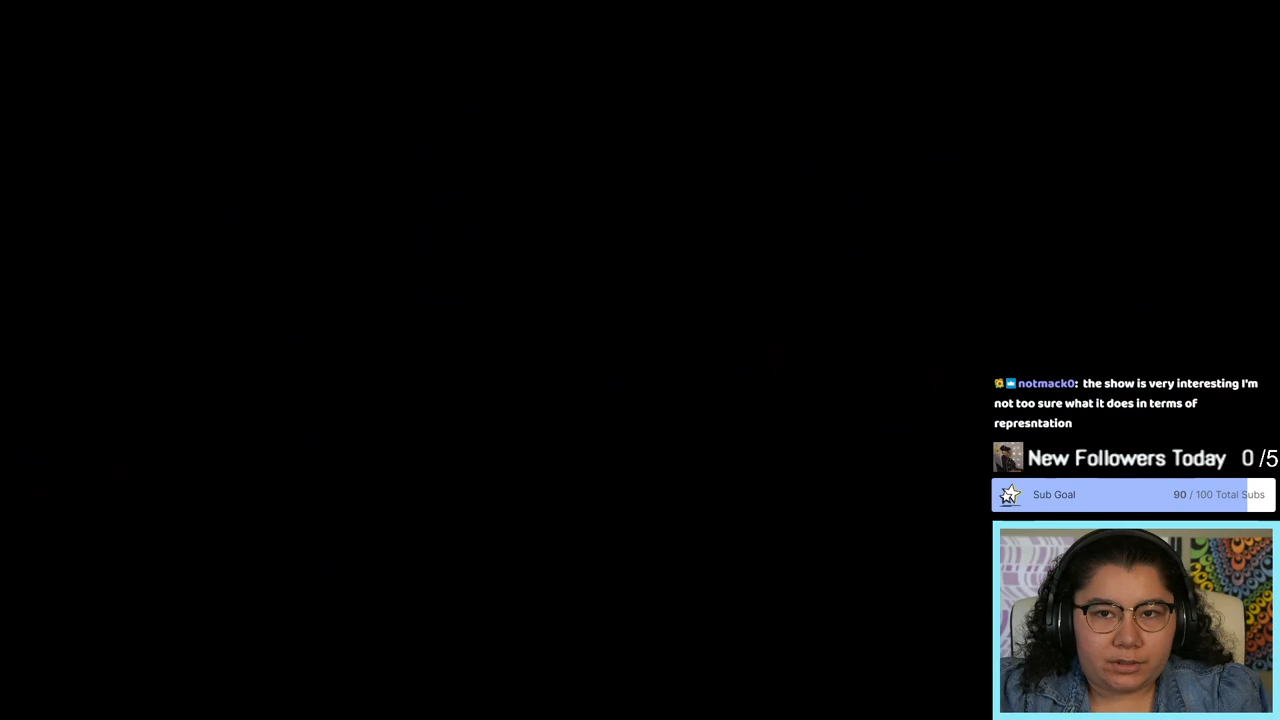 notmack0: the show is very interesting I'm
not too sure what it does in terms of
represntation
New Followers Today 0 /5
Sub Goal 90 / 100 Total Subs